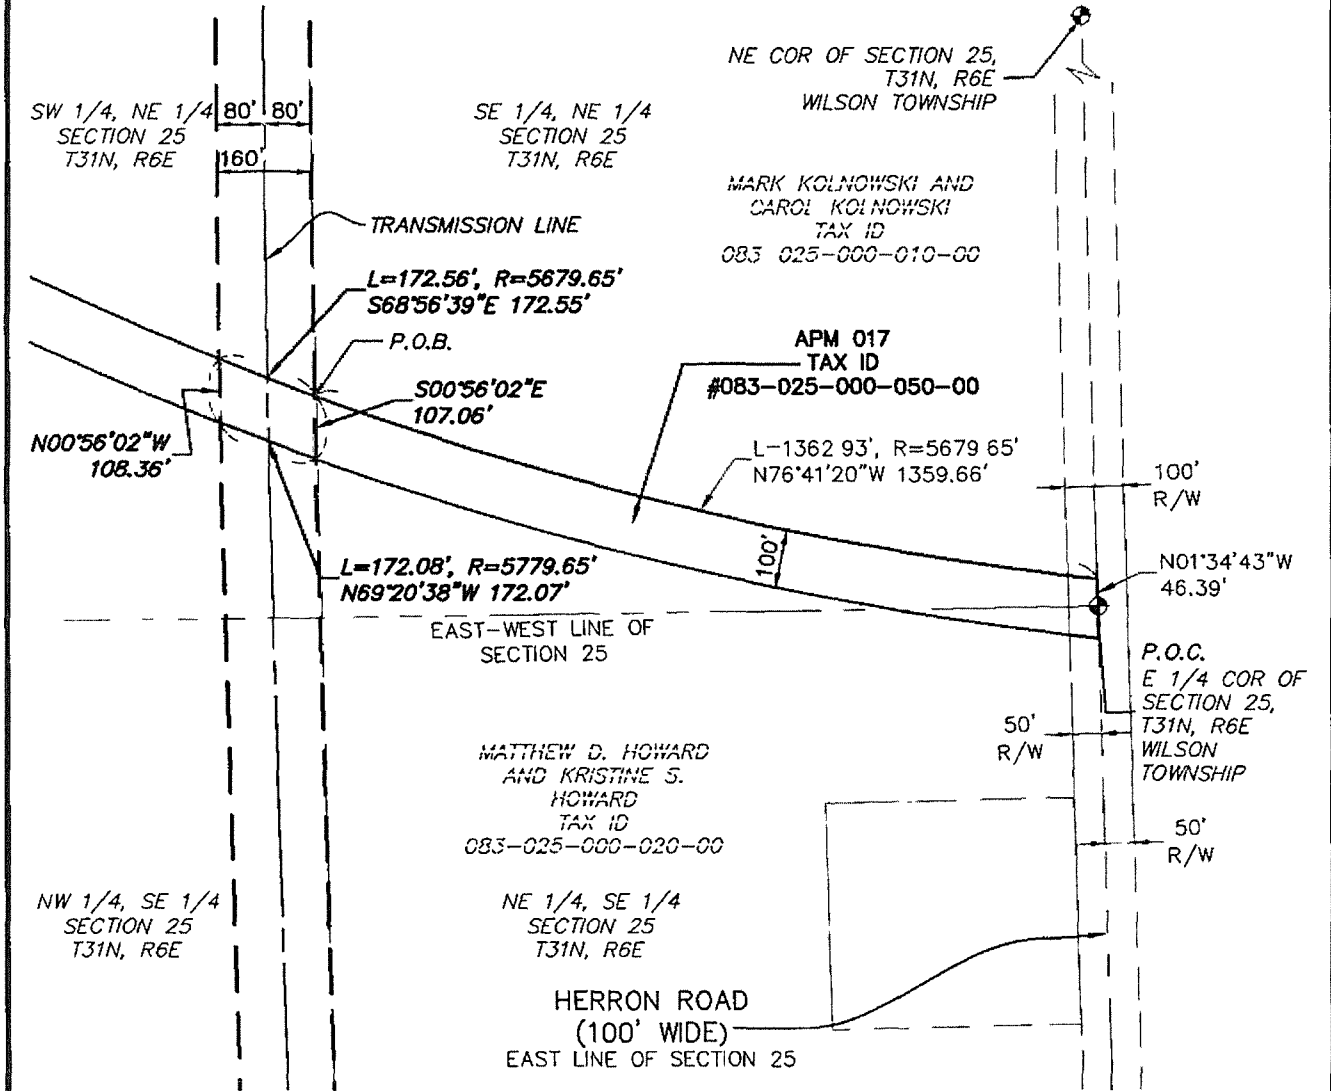 NE COR OF SECTION 25,
T31N, R6E
WILSON TOWNSHIP
SW 1/4, NE 1/4
SECTION 25
T31N, R6E
80' 80'
160'
SE 1/4, NE 1/4
SECTION 25
T31N, R6E
MARK KOLNOWSKI AND
CAROL KOLNOWSKI
TAX ID
083 025-000-010-00
TRANSMISSION LINE
L=172.56', R=5679.65'
S68°56'39"E 172.55'
P.O.B.
S00°56'02"E
107.06'
APM 017
TAX ID
#083-025-000-050-00
N00°56'02"W
108.36'
L-1362 93', R=5679 65'
N76°41'20"W 1359.66'
100'
R/W
100'
N01°34'43"W
46.39'
L=172.08', R=5779.65'
N69°20'38"W 172.07'
EAST-WEST LINE OF
SECTION 25
P.O.C.
E 1/4 COR OF
SECTION 25,
T31N, R6E
WILSON
TOWNSHIP
50'
R/W
MATTHEW D. HOWARD
AND KRISTINE S.
HOWARD
TAX ID
083-025-000-020-00
50'
R/W
NW 1/4, SE 1/4
SECTION 25
T31N, R6E
NE 1/4, SE 1/4
SECTION 25
T31N, R6E
HERRON ROAD
(100' WIDE)
EAST LINE OF SECTION 25